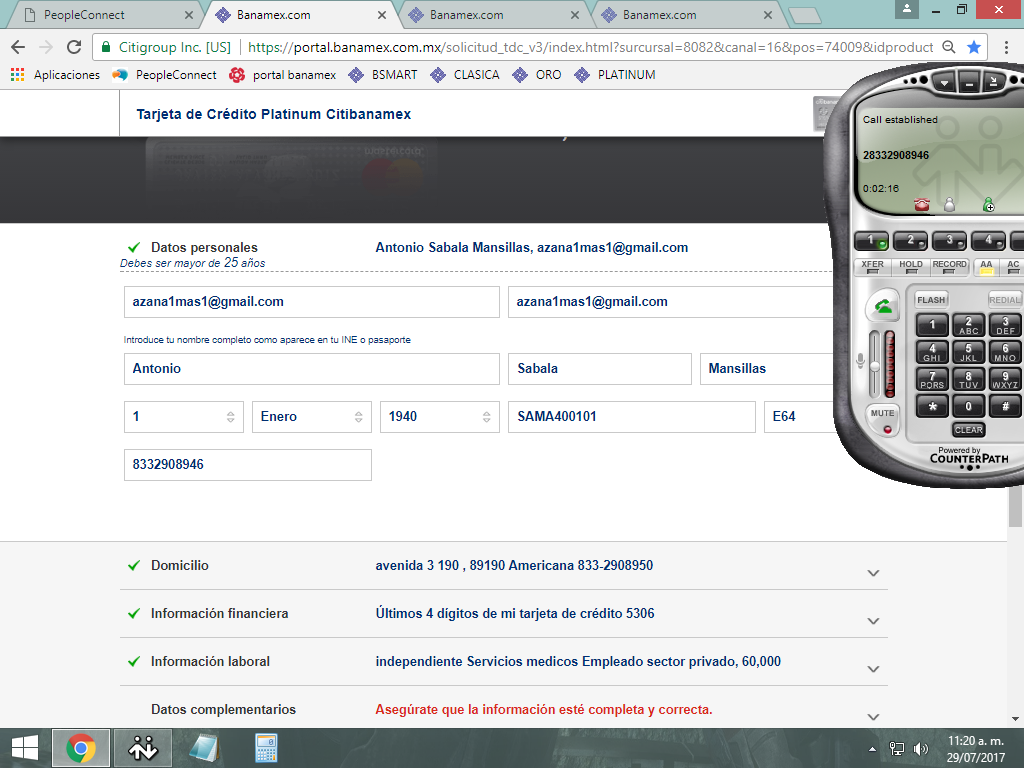 PeopleConnect
Banamex.com
Banamex.com
Banamex.com
Citigroup Inc. [US]
https://portal.banamex.com.mx/solicitud_tdc_v3/index.html?surcursal=8082&canal=16&pos=74009&idproduct
Aplicaciones
PeopleConnect
portal banamex
BSMART
CLASICA
ORO
PLATINUM
Tarjeta de Crédito Platinum Citibanamex
Datos personales
Antonio Sabala Mansillas, azana1mas1@gmail.com
Debes ser mayor de 25 años
azana1mas1@gmail.com
azana1mas1@gmail.com
Introduce tu nombre completo como aparece en tu INE o pasaporte
Antonio
Sabala
Mansillas
1
Enero
1940
SAMA400101
E64
8332908946
Domicilio
avenida 3 190 , 89190 Americana 833-2908950
Información financiera
Últimos 4 dígitos de mi tarjeta de crédito 5306
Información laboral
independiente Servicios medicos Empleado sector privado, 60,000
Datos complementarios
Asegúrate que la información esté completa y correcta.
Call established
28332908946
0:02:16
1
2
3
4
XFER
HOLD
RECORD
AA
AC
FLASH
REDIAL
1
2 ABC
3 DEF
4 GHI
5 JKL
6 MNO
7 PQRS
8 TUV
9 WXYZ
MUTE
*
0
#
CLEAR
Powered by
COUNTERPATH
11:20 a. m.
29/07/2017